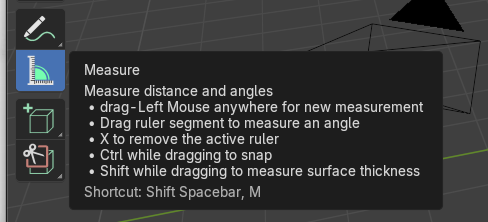 Measure
Measure distance and angles
• drag-Left Mouse anywhere for new measurement
• Drag ruler segment to measure an angle
• X to remove the active ruler
• Ctrl while dragging to snap
• Shift while dragging to measure surface thickness
Shortcut: Shift Spacebar, M